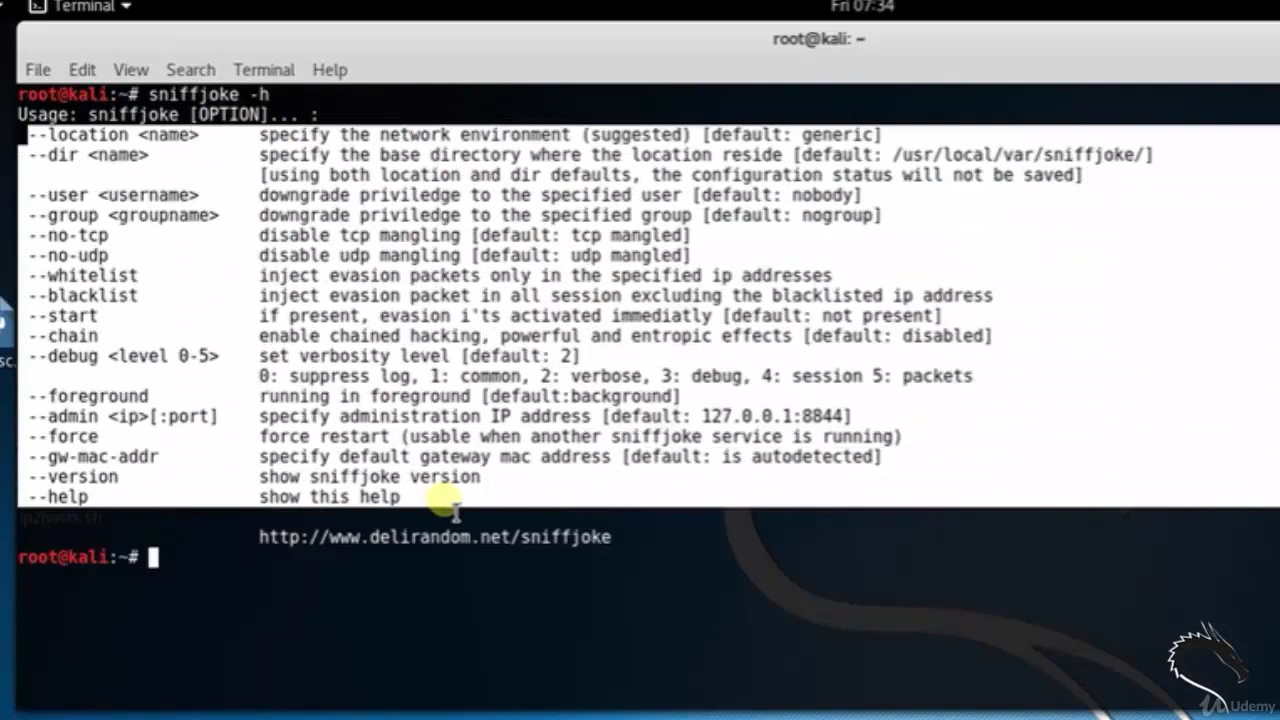 Terminal
Fri 07:34
root@kali: ~
File Edit View Search Terminal Help
root@kali:~# sniffjoke -h
Usage: sniffjoke [OPTION]... :
--location <name> specify the network environment (suggested) [default: generic]
--dir <name> specify the base directory where the location reside [default: /usr/local/var/sniffjoke/]
[using both location and dir defaults, the configuration status will not be saved]
--user <username> downgrade priviledge to the specified user [default: nobody]
--group <groupname> downgrade priviledge to the specified group [default: nogroup]
--no-tcp disable tcp mangling [default: tcp mangled]
--no-udp disable udp mangling [default: udp mangled]
--whitelist inject evasion packets only in the specified ip addresses
--blacklist inject evasion packet in all session excluding the blacklisted ip address
--start if present, evasion i'ts activated immediatly [default: not present]
--chain enable chained hacking, powerful and entropic effects [default: disabled]
--debug <level 0-5> set verbosity level [default: 2]
0: suppress log, 1: common, 2: verbose, 3: debug, 4: session 5: packets
--foreground running in foreground [default:background]
--admin <ip>[:port] specify administration IP address [default: 127.0.0.1:8844]
--force force restart (usable when another sniffjoke service is running)
--gw-mac-addr specify default gateway mac address [default: is autodetected]
--version show sniffjoke version
--help show this help
http://www.delirandom.net/sniffjoke
root@kali:~#
Udemy